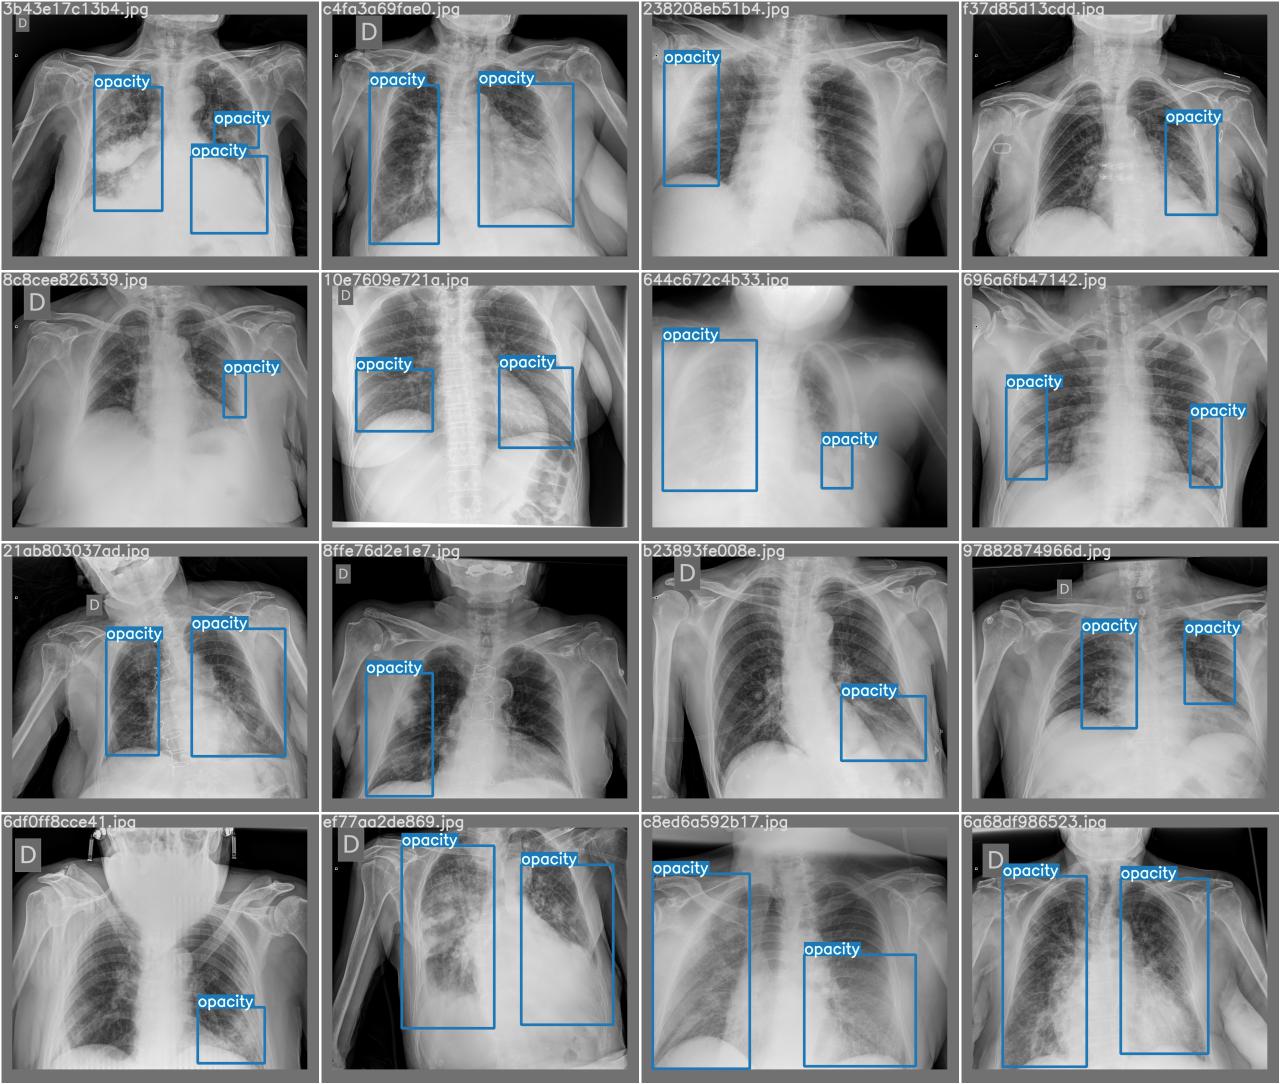 3b43e17c13b4.jpg
D
opacity
opacity
opacity
c4fa3a69fae0.jpg
D
opacity
opacity
238208eb51b4.jpg
opacity
f37d85d13cdd.jpg
opacity
8c8cee826339.jpg
D
opacity
10e7609e721a.jpg
D
opacity
opacity
644c672c4b33.jpg
opacity
opacity
696a6fb47142.jpg
opacity
opacity
21ab803037ad.jpg
D
opacity
opacity
8ffe76d2e1e7.jpg
D
opacity
b23893fe008e.jpg
D
opacity
97882874966d.jpg
D
opacity
opacity
6df0ff8cce41.jpg
D
opacity
ef77aa2de869.jpg
D
opacity
opacity
c8ed6a592b17.jpg
opacity
opacity
6a68df986523.jpg
D
opacity
opacity